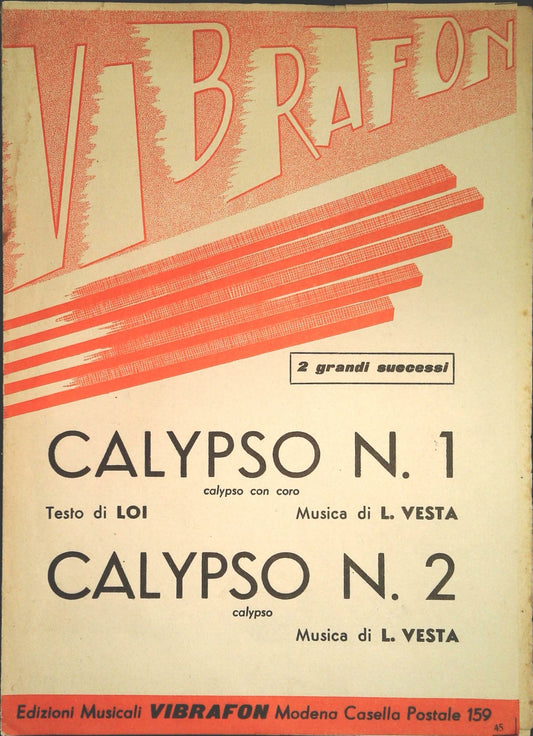 VIBRAFON
2 grandi successi
CALYPSO N. 1
calypso con coro
Testo di LOI Musica di L. VESTA
CALYPSO N. 2
calypso
Musica di L. VESTA
Edizioni Musicali VIBRAFON Modena Casella Postale 159
45